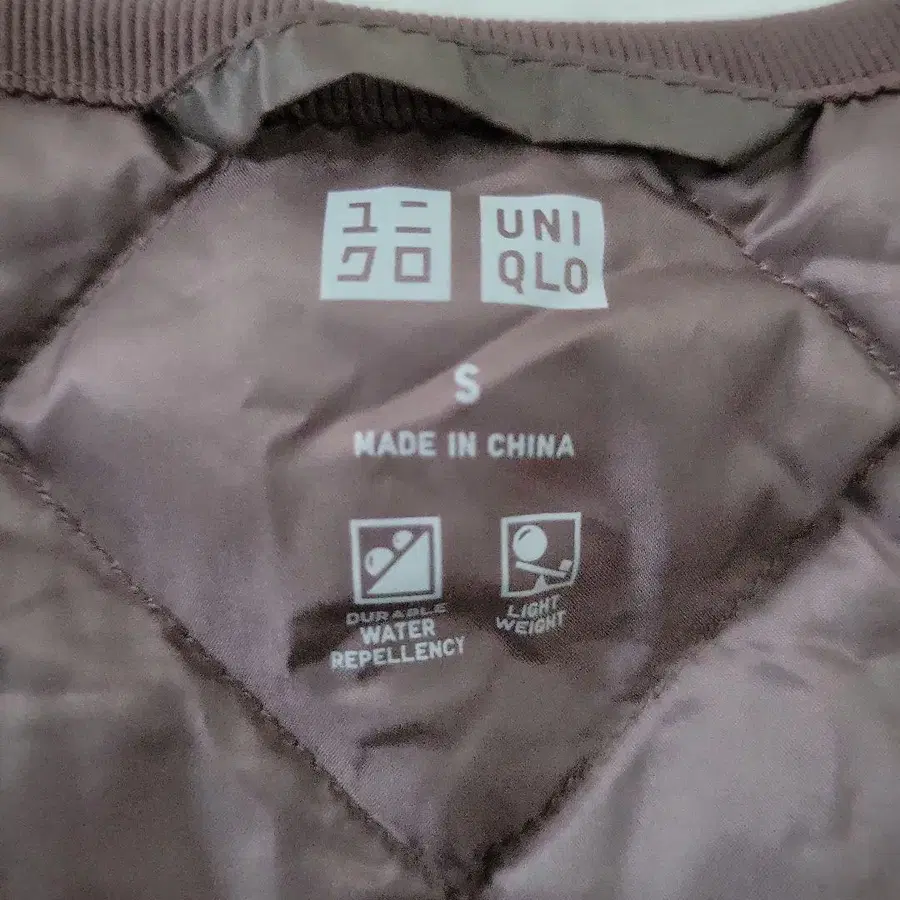 ユニ
クロ
UNI
QLO
S
MADE IN CHINA
DURABLE
WATER
REPELLENCY
LIGHT
WEIGHT